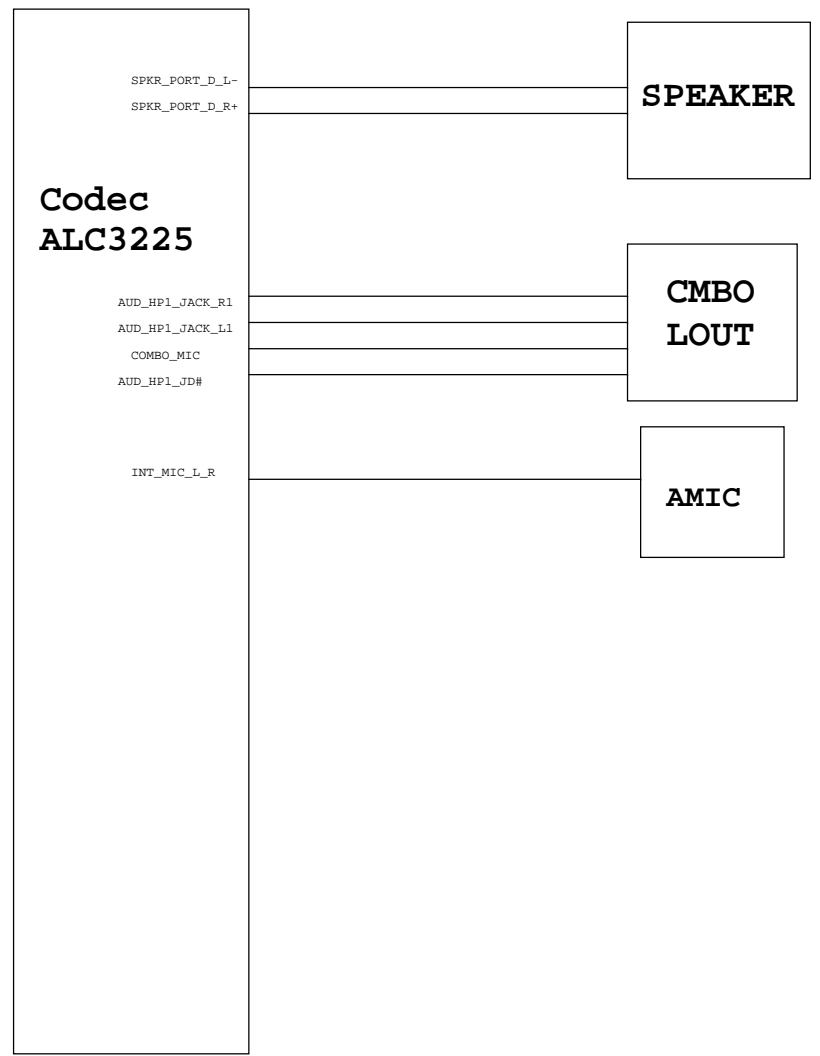 SPKR_PORT_D_L-
SPKR_PORT_D_R+
SPEAKER
Codec
ALC3225
AUD_HP1_JACK_R1
AUD_HP1_JACK_L1
COMBO_MIC
AUD_HP1_JD#
CMBO
LOUT
INT_MIC_L_R
AMIC